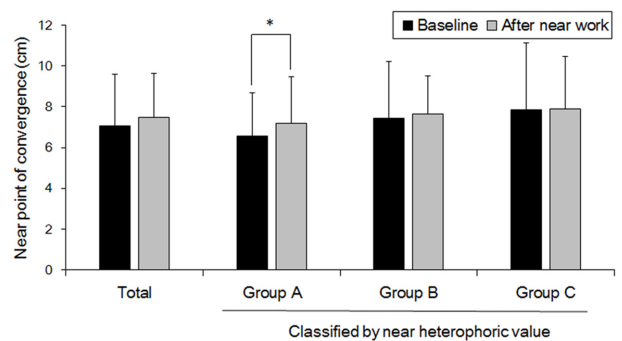 12
10
8
6
4
2
0
Near point of convergence (cm)
Baseline After near work
*
Total Group A Group B Group C
Classified by near heterophoric value